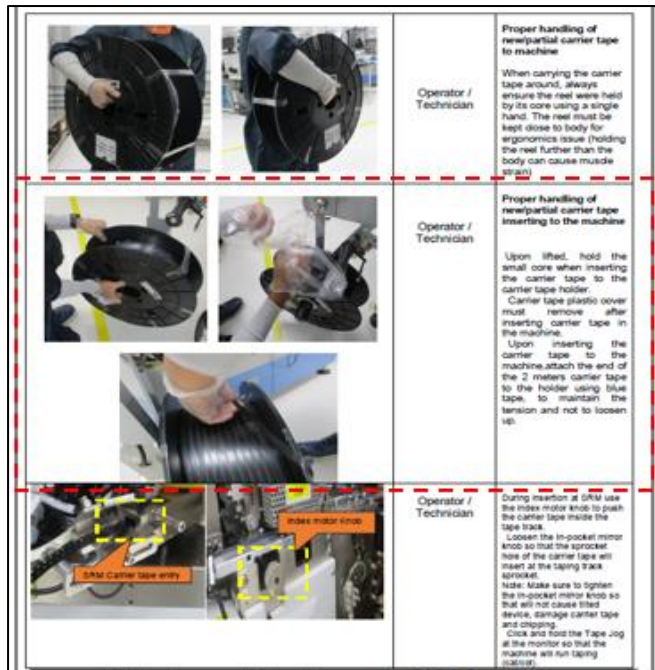 Operator /
Technician
Proper handling of
new/partial carrier tape
to machine
When carrying the carrier
tape around, always
ensure the reel were held
by its core using a single
hand. The reel must be
kept close to body for
ergonomics issue (holding
the reel further than the
body can cause muscle
strain)
Operator /
Technician
Proper handling of
new/partial carrier tape
inserting to the machine
Upon lifted, hold the
small core when inserting
the carrier tape to the
carrier tape holder.
Carrier tape plastic cover
must remove after
inserting carrier tape in
the machine.
Upon inserting the
carrier tape to the
machine,attach the end of
the 2 meters carrier tape
to the holder using blue
tape, to maintain the
tension and not to loosen
up.
SRM Carrier tape entry
Index motor Knob
Operator /
Technician
During insertion at SRM use
the index motor knob to push
the carrier tape inside the
tape track.
Loosen the in-pocket mirror
knob so that the sprocket
hole of the carrier tape will
insert at the taping track
sprocket.
Note: Make sure to tighten
the in-pocket mirror knob so
that will not cause tilted
device, damage carrier tape
and chipping.
Click and hold the Tape Jog
at the monitor so that the
machine will run taping